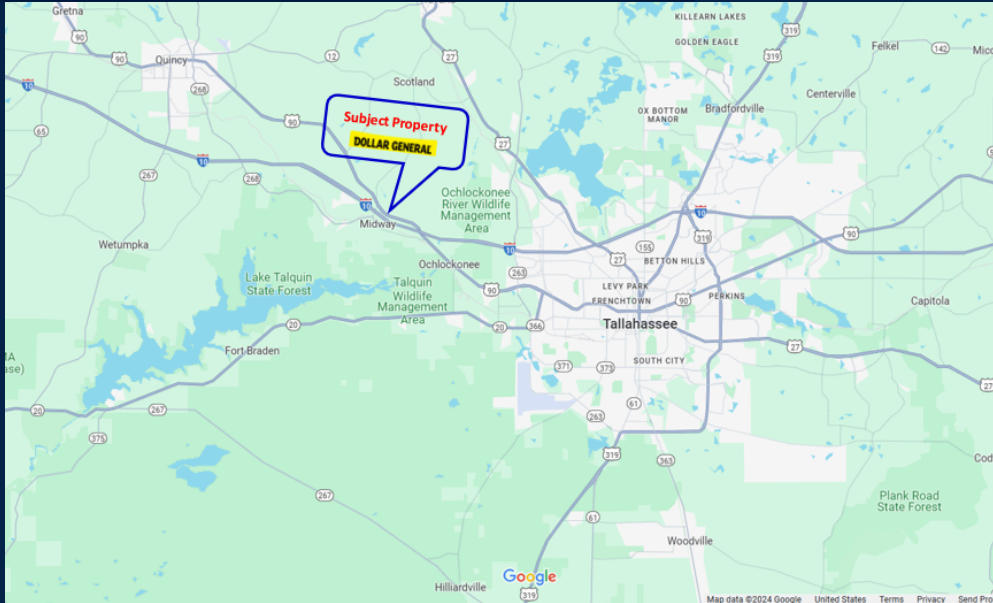 Gretna
90
90
Quincy
268
12
27
Scotland
KILLEARN LAKES
GOLDEN EAGLE
319
319
Felkel
142
Centerville
10
65
90
Subject Property
DOLLAR GENERAL
OX BOTTOM
MANOR
Bradfordville
27
10
267
268
10
Midway
Ochlockonee
River Wildlife
Management
Area
10
319
90
Wetumpka
10
155
BETTON HILLS
27
Ochlockonee
263
Lake Talquin
State Forest
Talquin
Wildlife
Management
Area
90
LEVY PARK
FRENCHTOWN
90
PERKINS
Capitola
20
20
366
Tallahassee
27
Fort Braden
SOUTH CITY
371
373
27
20
267
375
61
263
319
363
267
61
Plank Road
State Forest
Woodville
Google
Hilliardville
319
Map data ©2024 Google
United States
Terms
Privacy